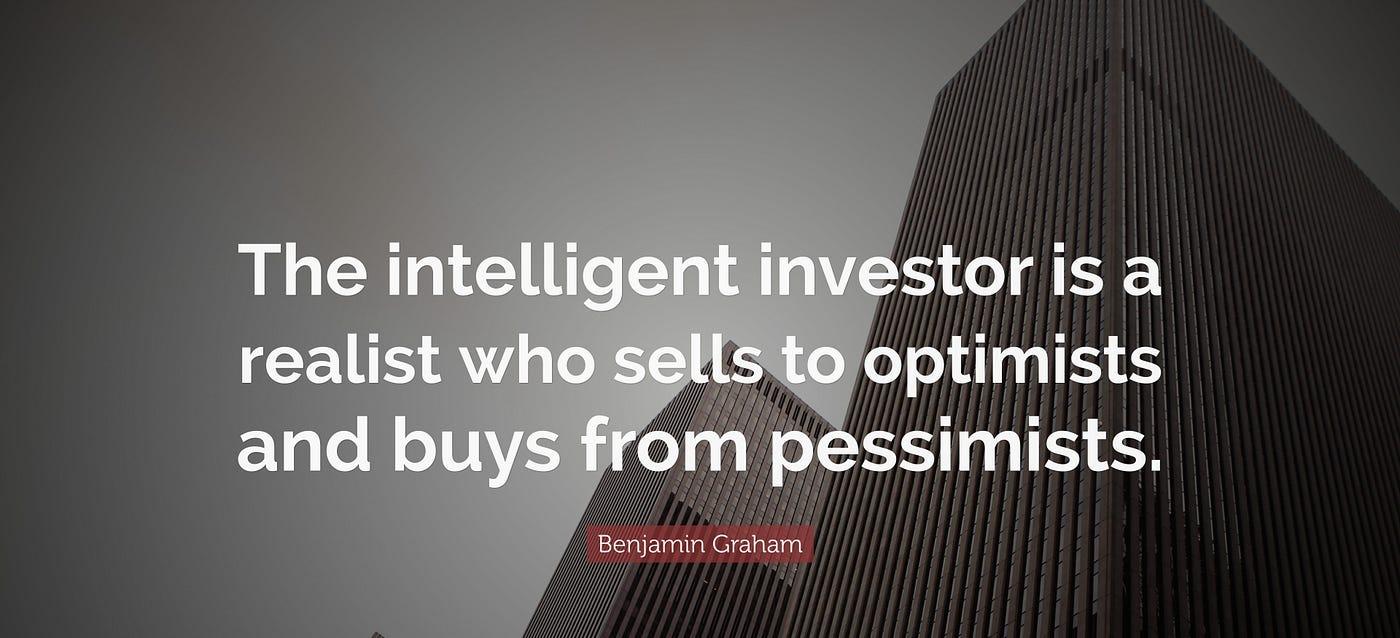 The intelligent investor is a
realist who sells to optimists
and buys from pessimists.
Benjamin Graham